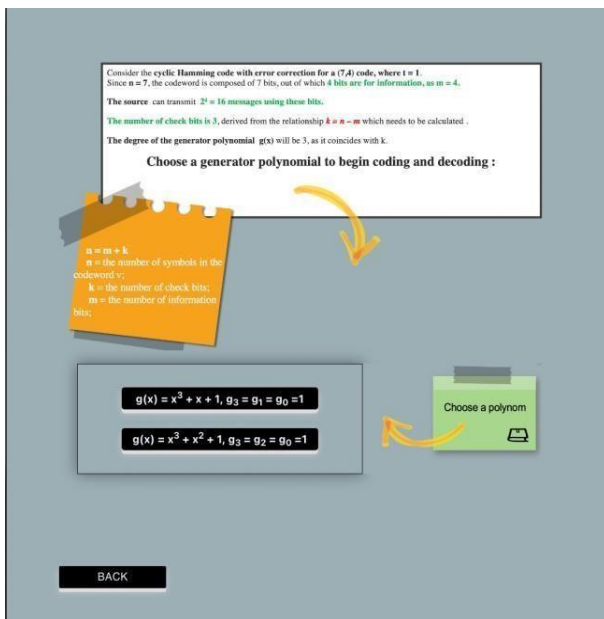 Consider the cyclic Hamming code with error correction for a (7,4) code, where t = 1.
Since n = 7, the codeword is composed of 7 bits, out of which 4 bits are for information, as m = 4.
The source can transmit 2⁴ = 16 messages using these bits.
The number of check bits is 3, derived from the relationship k = n – m which needs to be calculated .
The degree of the generator polynomial g(x) will be 3, as it coincides with k.
Choose a generator polynomial to begin coding and decoding :
n = m + k
n = the number of symbols in the
codeword v;
k = the number of check bits;
m = the number of information
bits;
g(x) = x³ + x + 1, g₃ = g₁ = g₀ =1
g(x) = x³ + x² + 1, g₃ = g₂ = g₀ =1
Choose a polynom
BACK